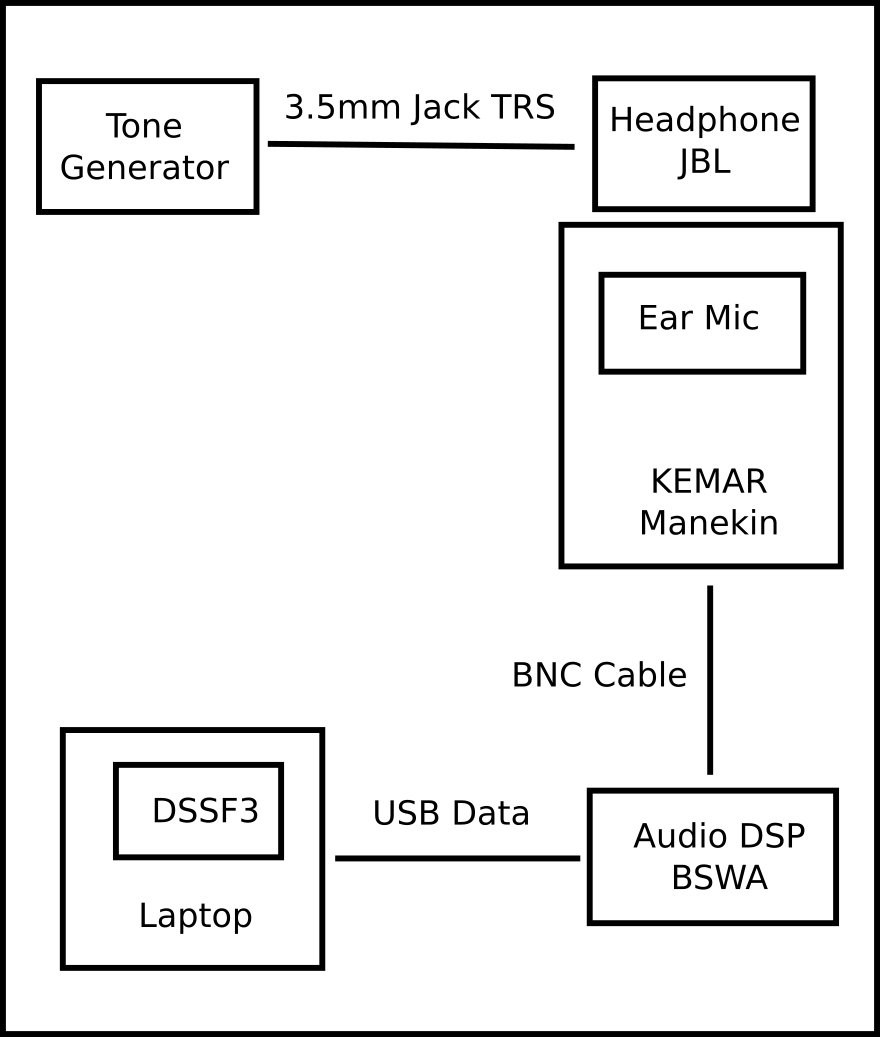 Tone
Generator
3.5mm Jack TRS
Headphone
JBL
Ear Mic
KEMAR
Manekin
BNC Cable
DSSF3
Laptop
USB Data
Audio DSP
BSWA